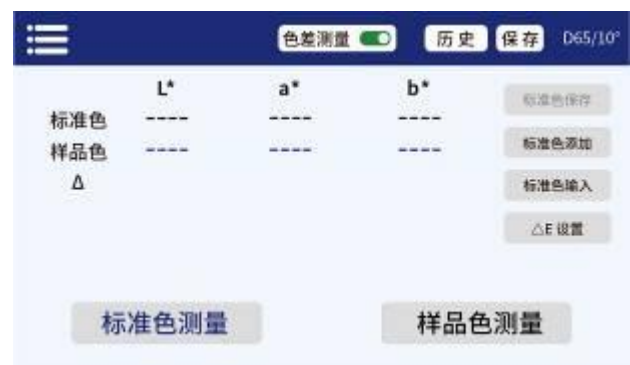 色差测量 历史 保存 D65/10°
L* a* b*
标准色保存
标准色 ---- ---- ----
标准色添加
样品色 ---- ---- ----
Δ
标准色输入
△E 设置
标准色测量 样品色测量